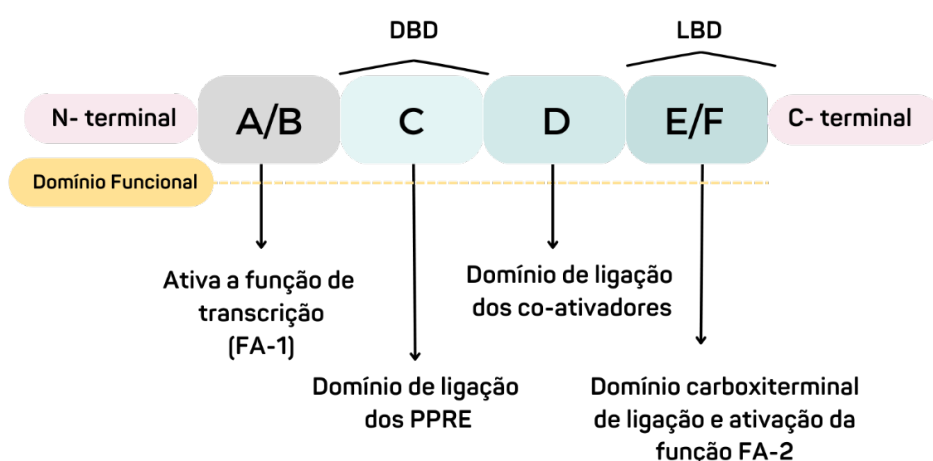 DBD
LBD
N- terminal
A/B
C
D
E/F
C- terminal
Domínio Funcional
Ativa a função de
transcrição
(FA-1)
Domínio de ligação
dos co-ativadores
Domínio de ligação
dos PPRE
Domínio carboxiterminal
de ligação e ativação da
função FA-2